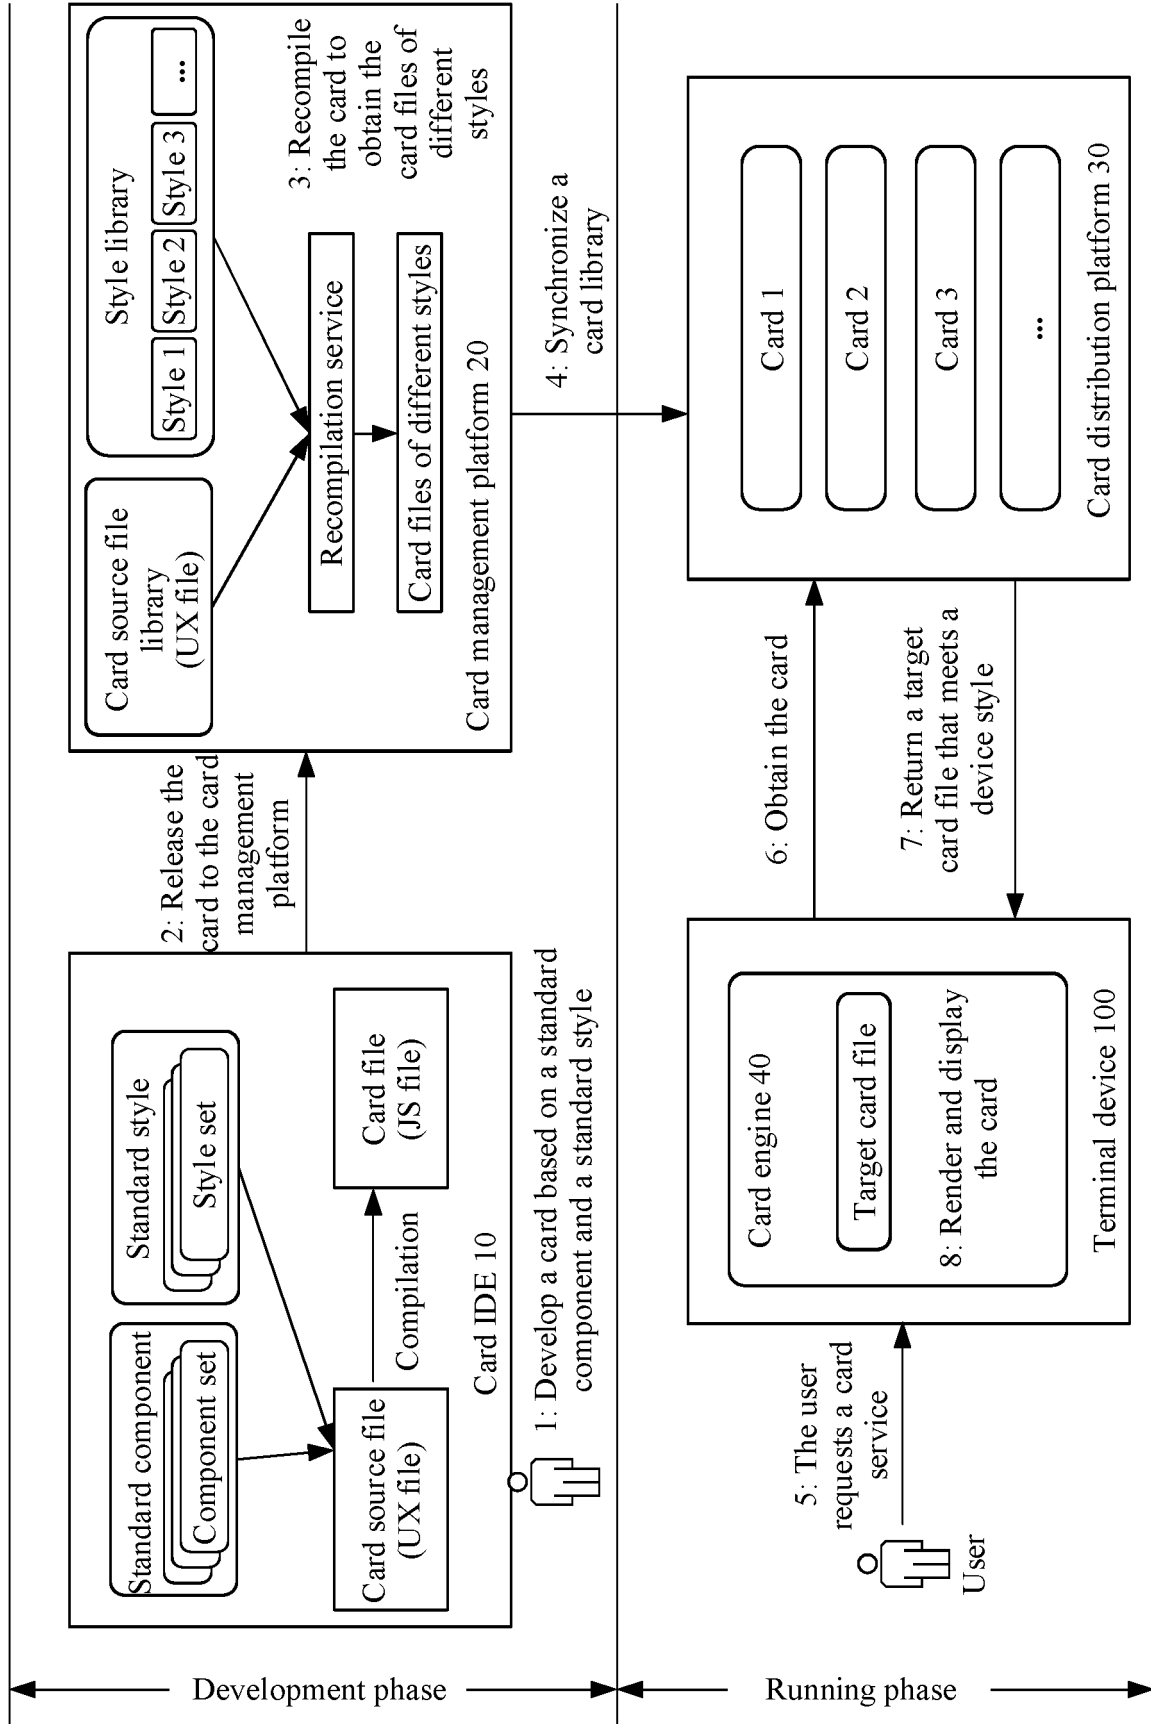 Development phase
Standard component
Component set
Standard style
Style set
Card source file
(UX file)
Compilation
Card file
(JS file)
Card IDE 10
1: Develop a card based on a standard
component and a standard style
2: Release the
card to the card
management
platform
Card source file
library
(UX file)
Style library
Style 1
Style 2
Style 3
...
Recompilation service
Card files of different styles
3: Recompile
the card to
obtain the
card files of
different
styles
Card management platform 20
4: Synchronize a
card library
Running phase
User
5: The user
requests a card
service
Card engine 40
Target card file
8: Render and display
the card
Terminal device 100
6: Obtain the card
7: Return a target
card file that meets a
device style
Card 1
Card 2
Card 3
...
Card distribution platform 30